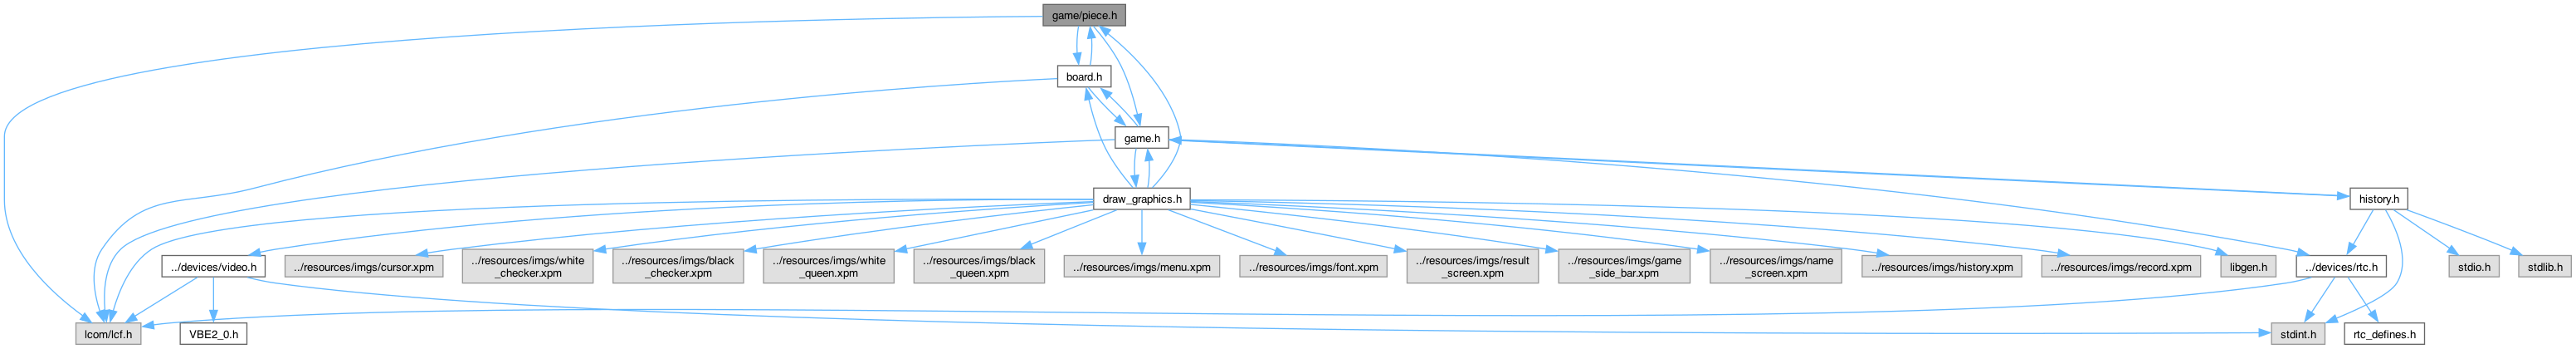 game/piece.h
board.h
game.h
draw_graphics.h
history.h
../devices/video.h
../resources/imgs/cursor.xpm
../resources/imgs/white
_checker.xpm
../resources/imgs/black
_checker.xpm
../resources/imgs/white
_queen.xpm
../resources/imgs/black
_queen.xpm
../resources/imgs/menu.xpm
../resources/imgs/font.xpm
../resources/imgs/result
_screen.xpm
../resources/imgs/game
_side_bar.xpm
../resources/imgs/name
_screen.xpm
../resources/imgs/history.xpm
../resources/imgs/record.xpm
libgen.h
../devices/rtc.h
stdio.h
stdlib.h
lcom/lcf.h
VBE2_0.h
stdint.h
rtc_defines.h